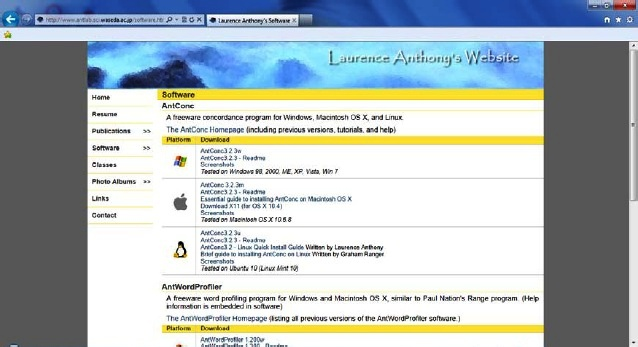 http://www.antlab.sci.waseda.ac.jp/software.ht
Laurence Anthony's Software
Laurence Anthony's Website
Home
Resume
Publications >>
Software >>
Classes
Photo Albums >>
Links
Contact
Software
AntConc
A freeware concordance program for Windows, Macintosh OS X, and Linux.
The AntConc Homepage (including previous versions, tutorials, and help)
Platform Download
AntConc3.2.3w
AntConc3.2.3 - Readme
Screenshots
Tested on Windows 98, 2000, ME, XP, Vista, Win 7
AntConc 3.2.3m
AntConc3.2.3 - Readme
Essential guide to installing AntConc on Macintosh OS X
Download X11 (for OS X 10.4)
Screenshots
Tested on Macintosh OS X 10.6.8
AntConc3.2.3u
AntConc3.2.3 - Readme
AntConc3.2 - Linux Quick Install Guide Written by Laurence Anthony
Brief guide to installing AntConc on Linux Written by Graham Ranger
Screenshots
Tested on Ubuntu 10 (Linux Mint 10)
AntWordProfiler
A freeware word profiling program for Windows and Macintosh OS X, similar to Paul Nation's Range program. (Help
information is embedded in software)
The AntWordProfiler Homepage (listing all previous versions of the AntWordProfiler software.)
Platform Download
AntWordProfiler 1.200w